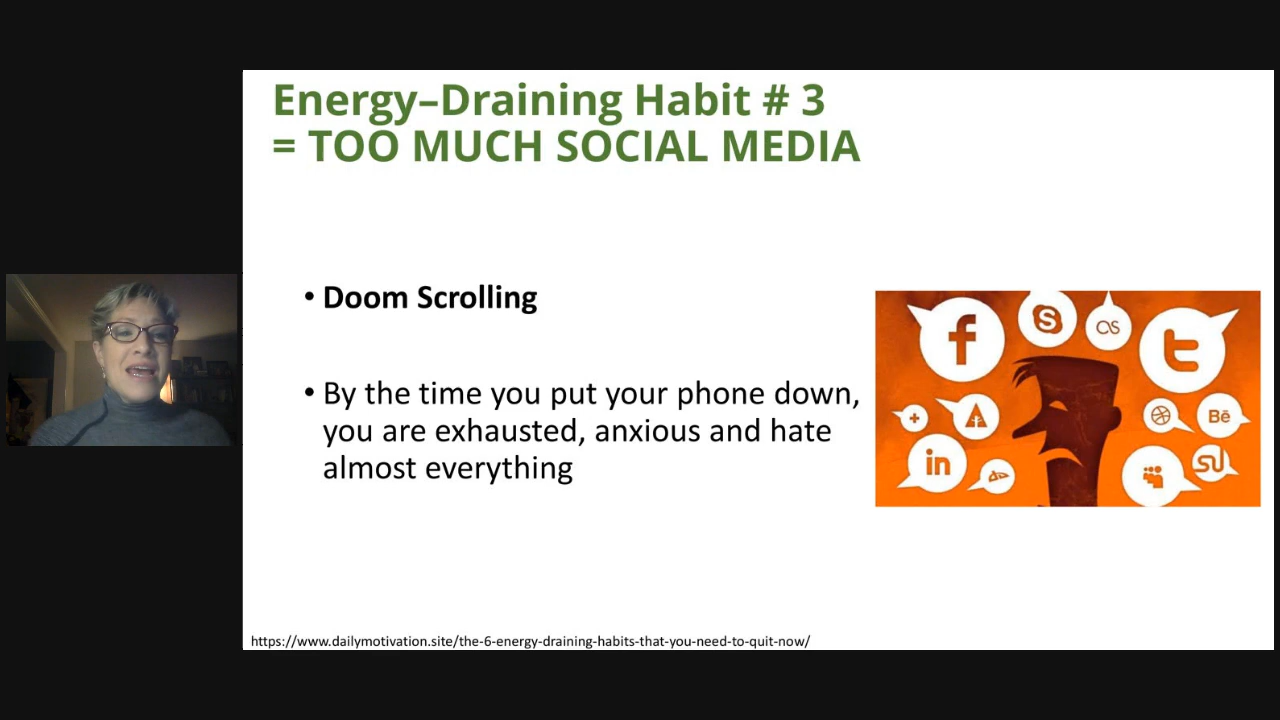 Energy–Draining Habit # 3
= TOO MUCH SOCIAL MEDIA
• Doom Scrolling
• By the time you put your phone down,
you are exhausted, anxious and hate
almost everything
f
S
t
+
Bē
in
https://www.dailymotivation.site/the-6-energy-draining-habits-that-you-need-to-quit-now/